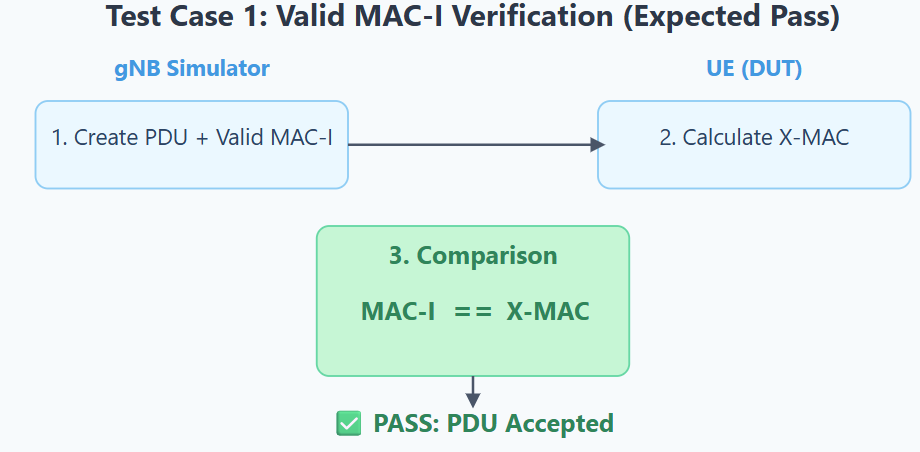 Test Case 1: Valid MAC-I Verification (Expected Pass)
gNB Simulator
UE (DUT)
1. Create PDU + Valid MAC-I
2. Calculate X-MAC
3. Comparison
MAC-I == X-MAC
✅ PASS: PDU Accepted